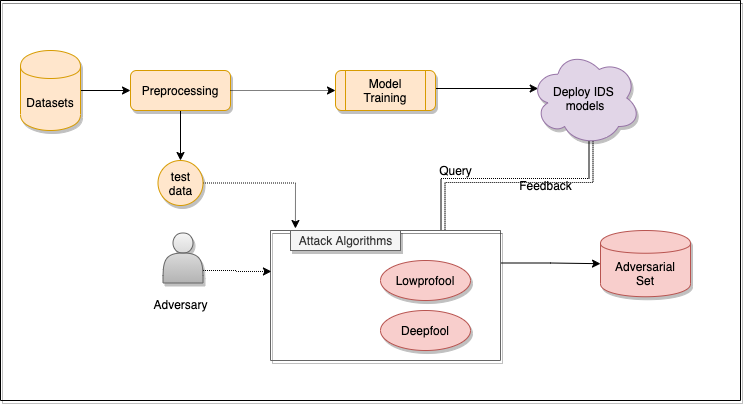 Datasets
Preprocessing
Model
Training
Deploy IDS
models
test
data
Query
Feedback
Attack Algorithms
Adversary
Lowprofool
Deepfool
Adversarial
Set